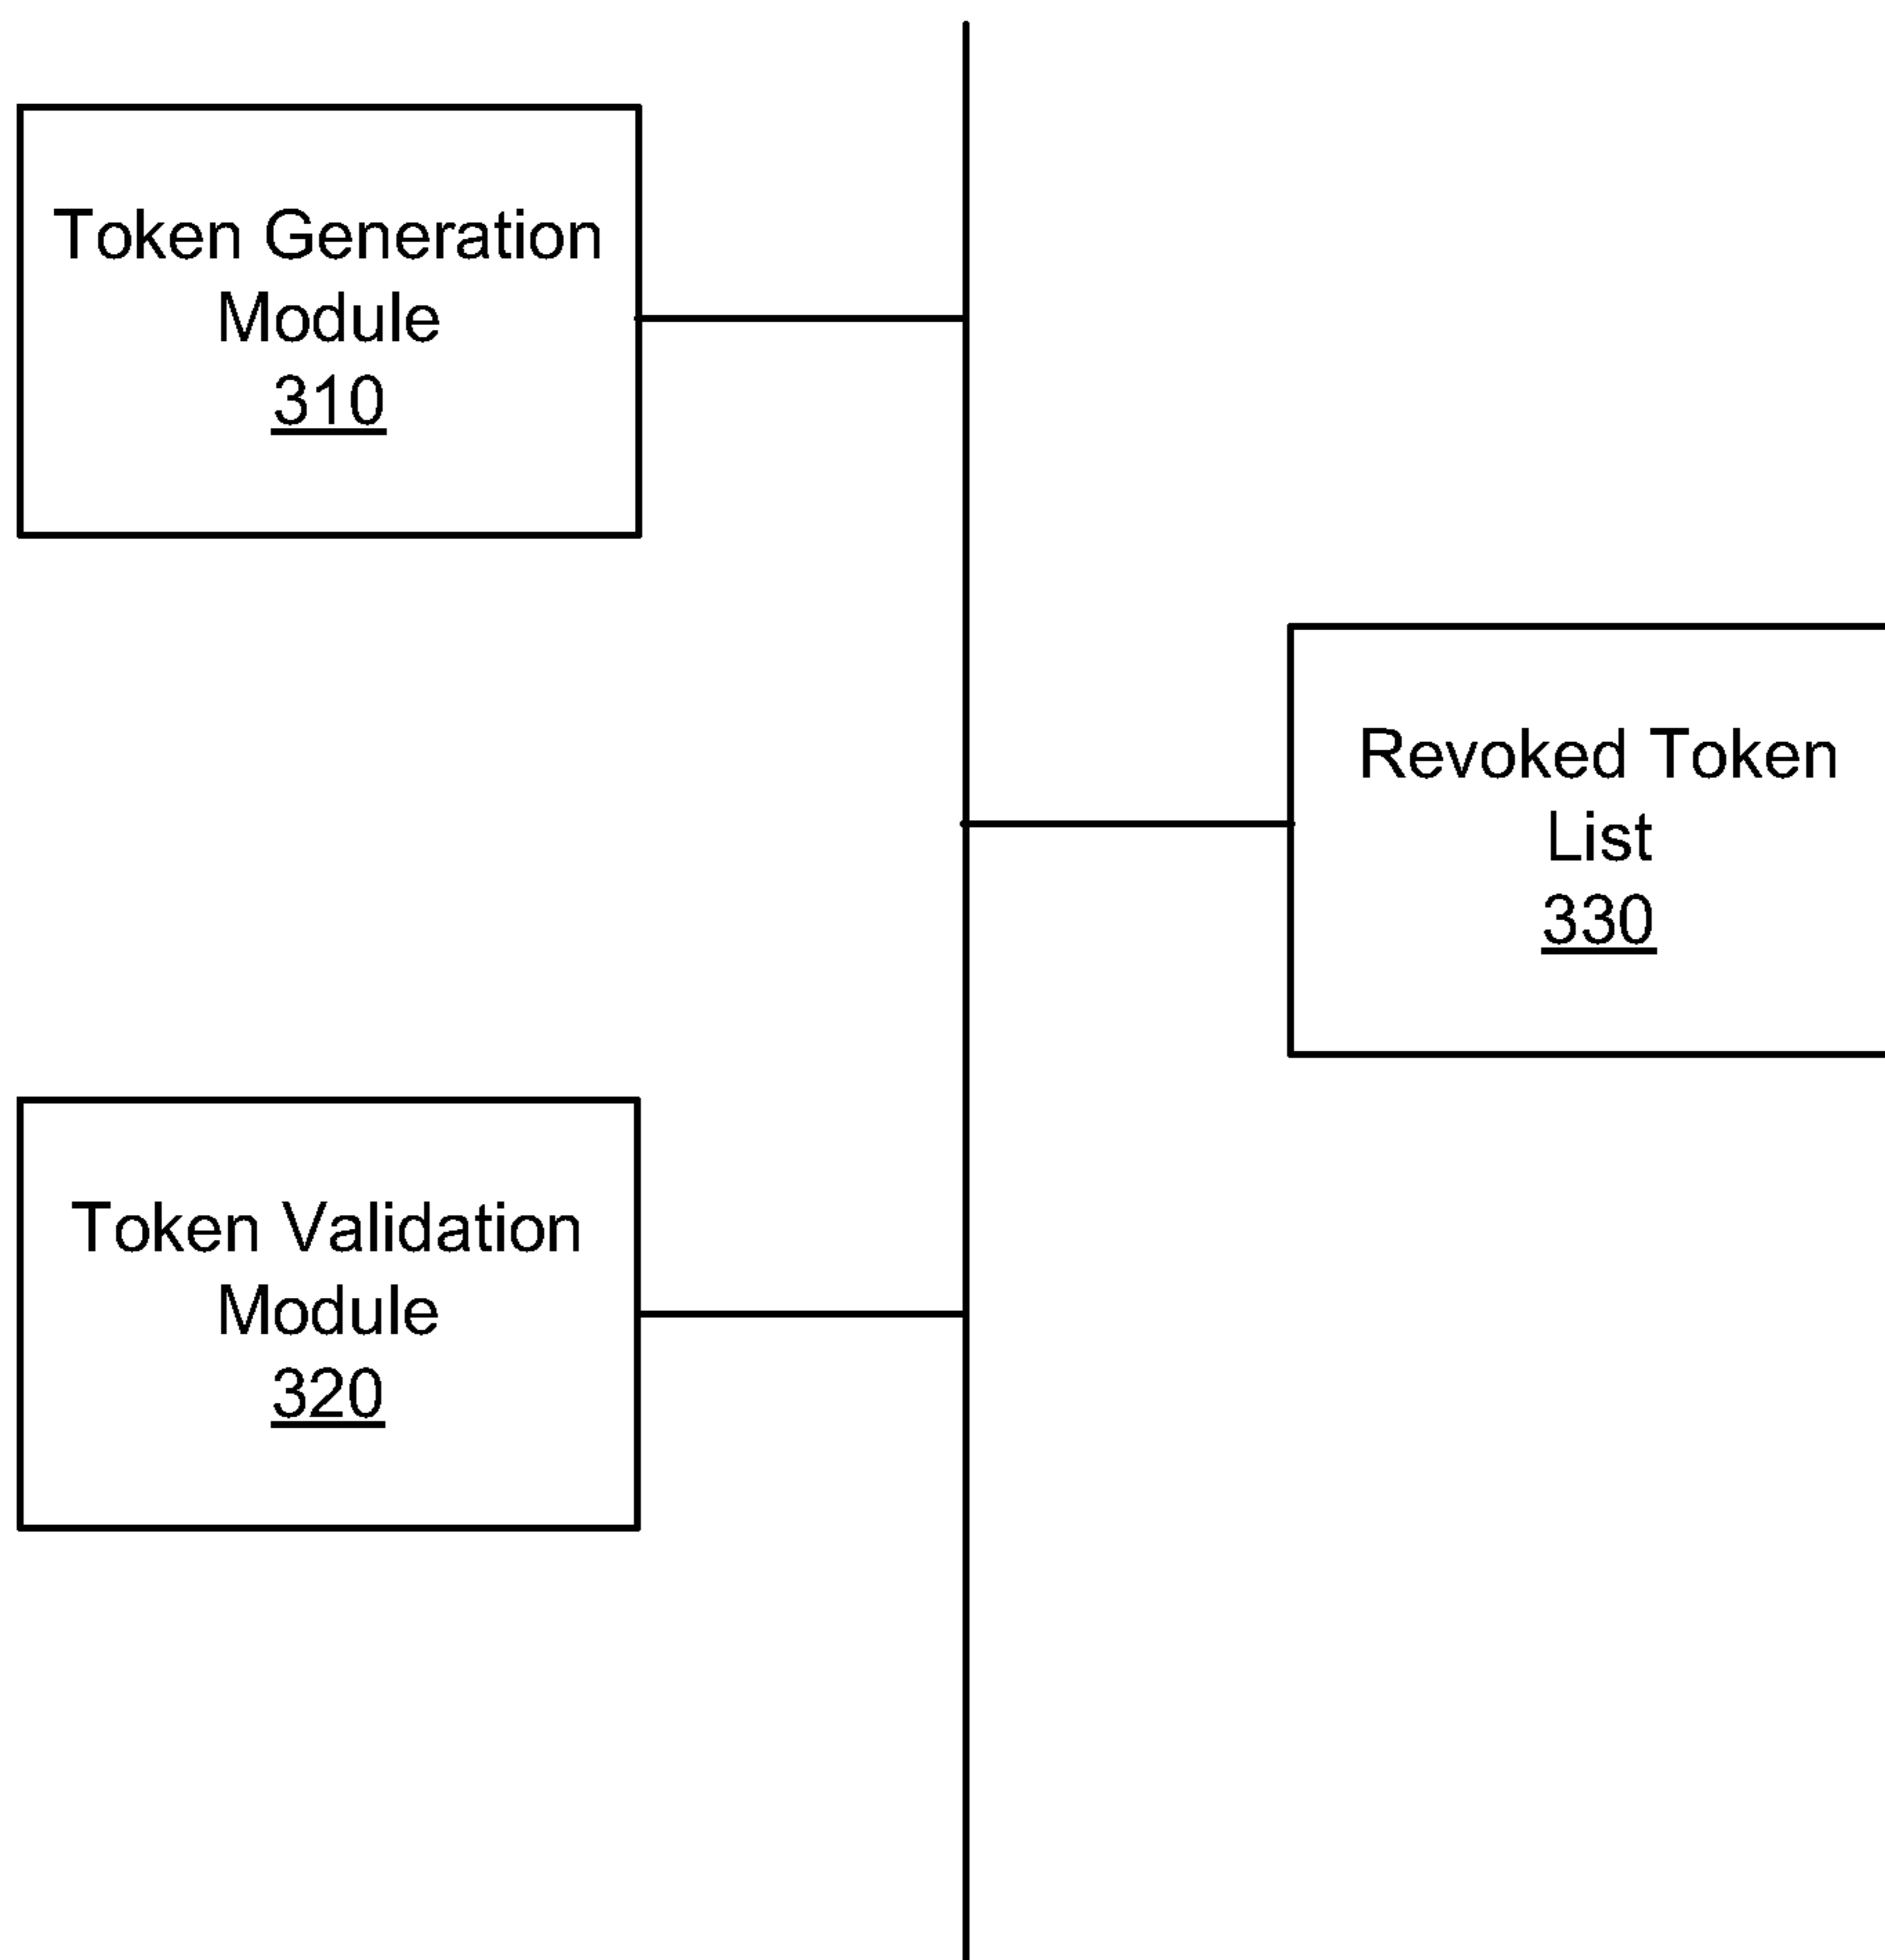 Token Generation
Module
310
Revoked Token
List
330
Token Validation
Module
320